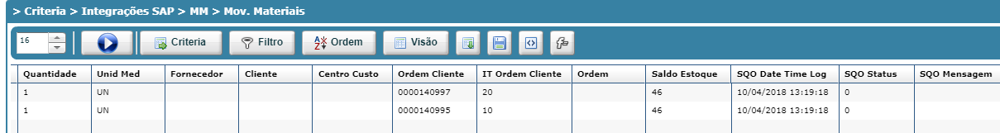 > Criteria > Integrações SAP > MM > Mov. Materiais
16 Criteria Filtro Ordem Visão
Quantidade Unid Med Fornecedor Cliente Centro Custo Ordem Cliente IT Ordem Cliente Ordem Saldo Estoque SQO Date Time Log SQO Status SQO Mensagem
1 UN 0000140997 20 46 10/04/2018 13:19:18 0
1 UN 0000140995 10 46 10/04/2018 13:19:18 0